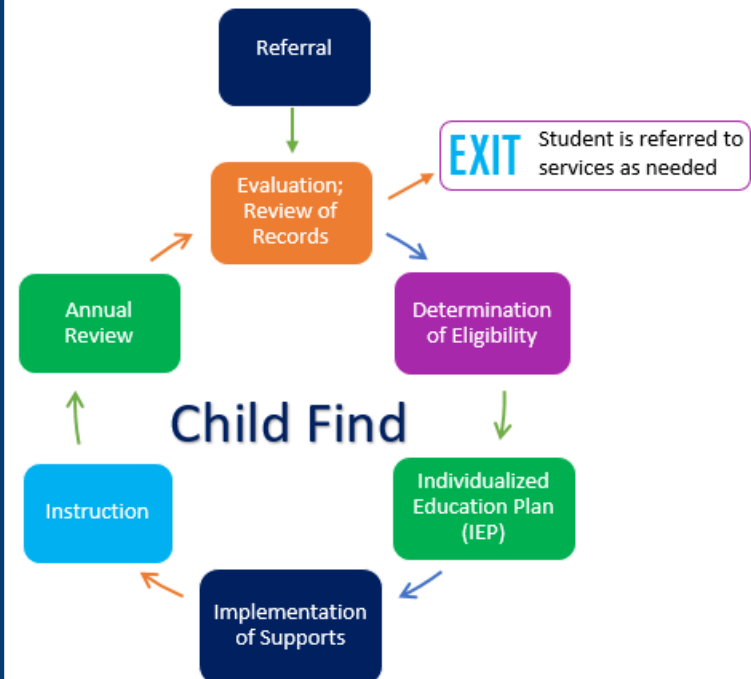 Referral
EXIT
Student is referred to
services as needed
Evaluation;
Review of
Records
Annual
Review
Determination
of Eligibility
Child Find
Instruction
Individualized
Education Plan
(IEP)
Implementation
of Supports